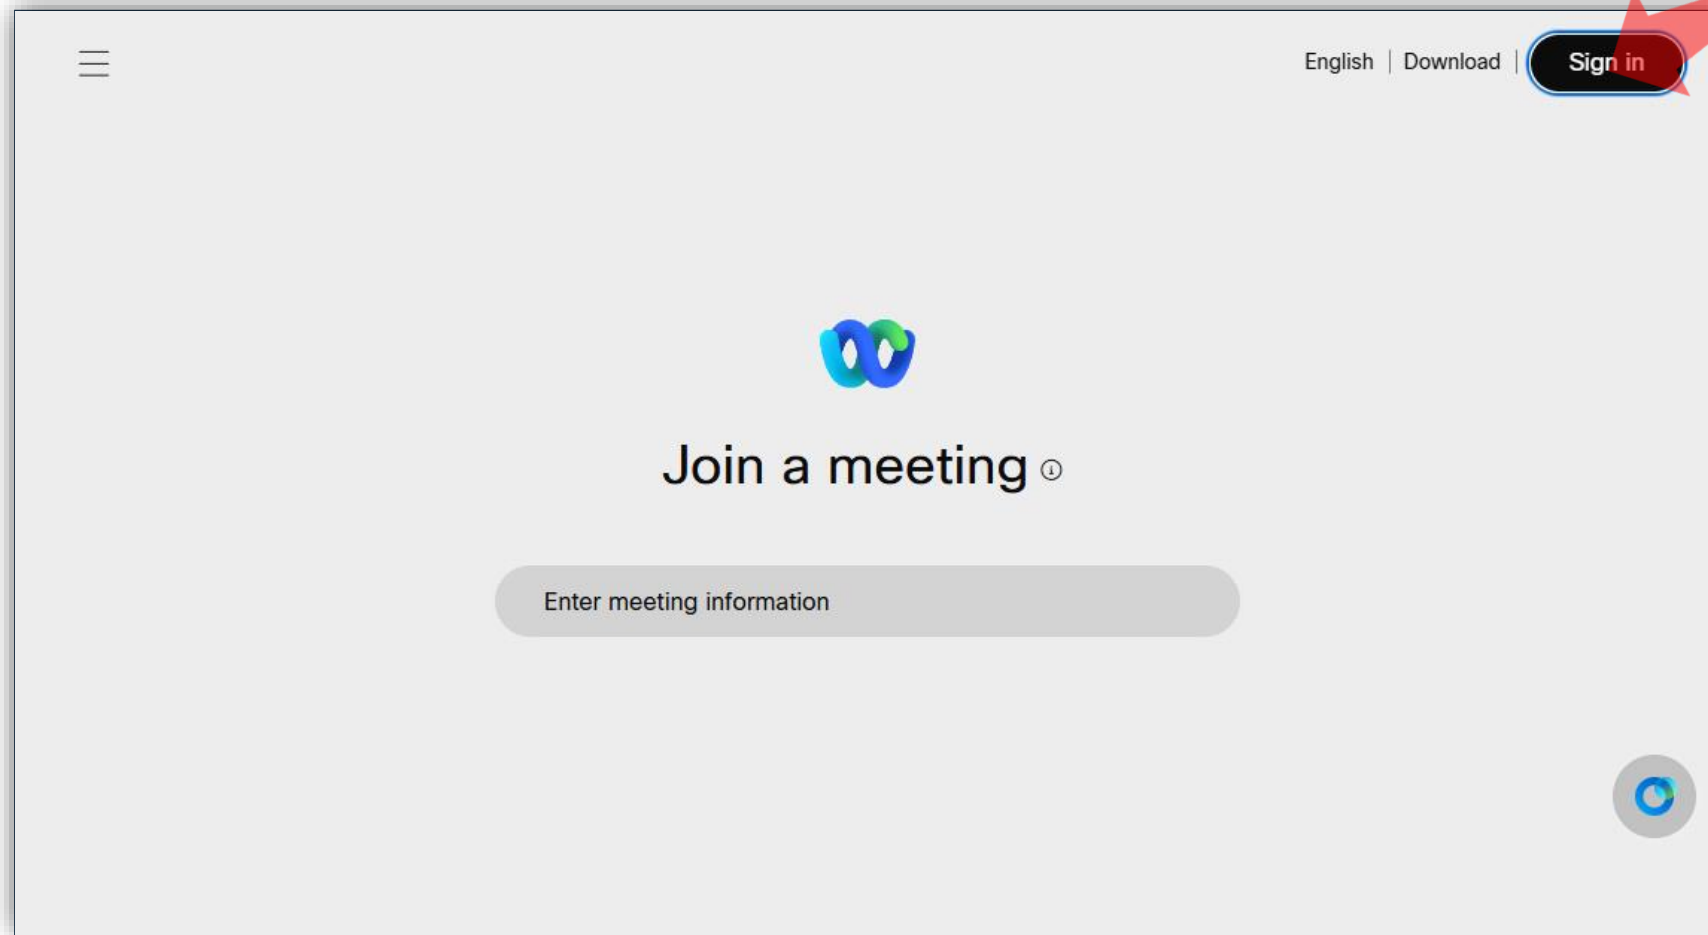 English | Download |
Sign in
Join a meeting
Enter meeting information